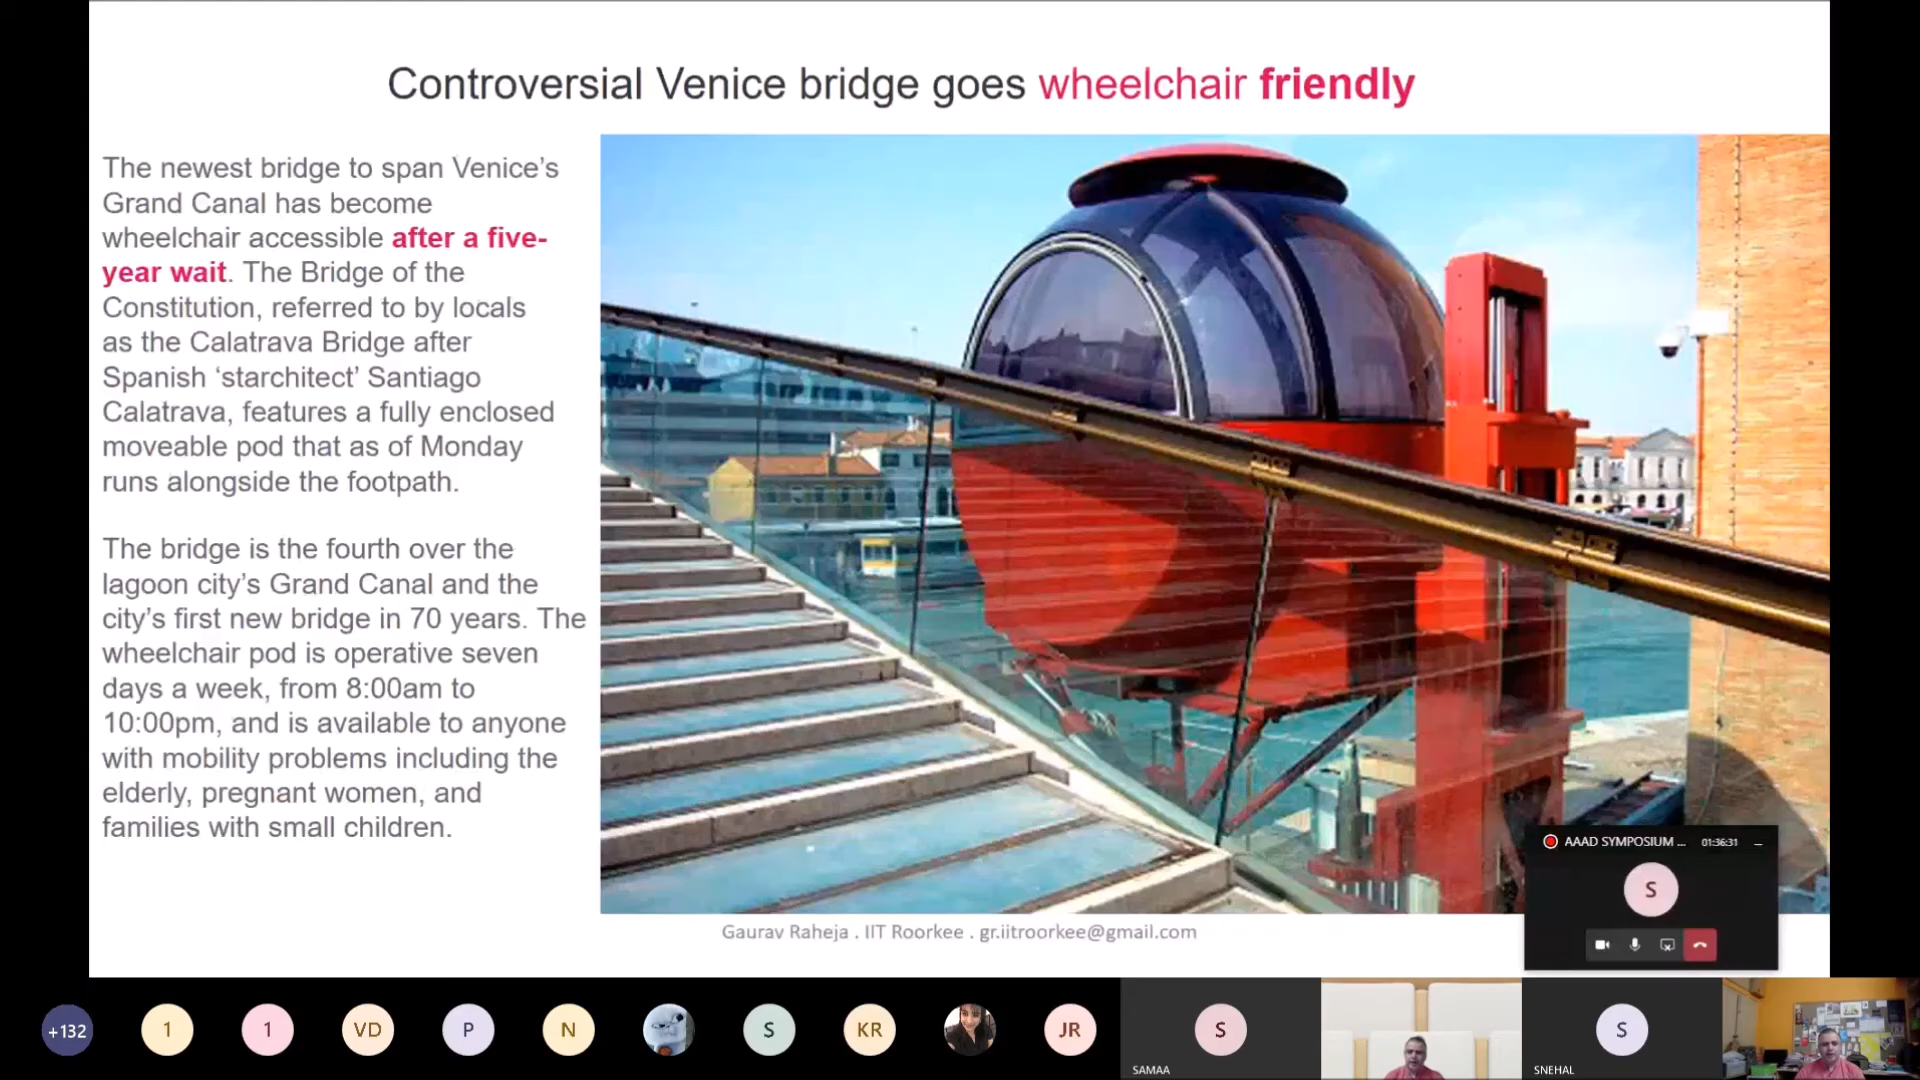 Controversial Venice bridge goes wheelchair friendly
The newest bridge to span Venice’s
Grand Canal has become
wheelchair accessible after a five-
year wait. The Bridge of the
Constitution, referred to by locals
as the Calatrava Bridge after
Spanish ‘starchitect’ Santiago
Calatrava, features a fully enclosed
moveable pod that as of Monday
runs alongside the footpath.
The bridge is the fourth over the
lagoon city’s Grand Canal and the
city’s first new bridge in 70 years. The
wheelchair pod is operative seven
days a week, from 8:00am to
10:00pm, and is available to anyone
with mobility problems including the
elderly, pregnant women, and
families with small children.
Gaurav Raheja . IIT Roorkee . gr.iitroorkee@gmail.com
AAAD SYMPOSIUM ... 01:36:31
S
+132 1 1 VD P N S KR JR S S
SAMAA SNEHAL